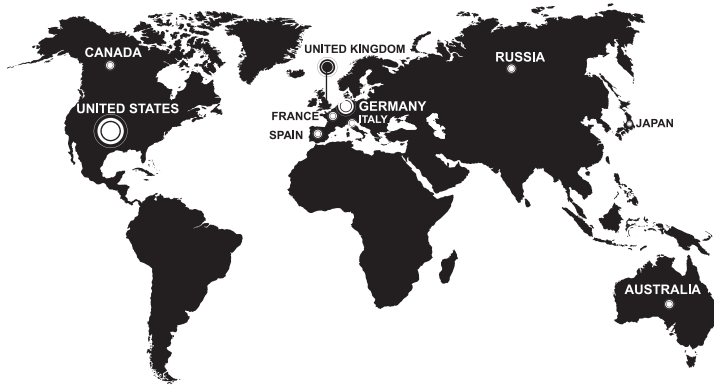 CANADA
UNITED KINGDOM
RUSSIA
UNITED STATES
GERMANY
FRANCE
ITALY
JAPAN
SPAIN
AUSTRALIA